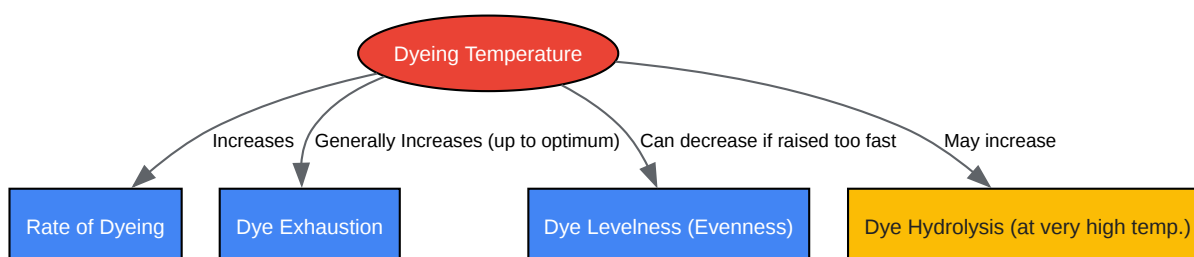 Dyeing Temperature
Increases
Generally Increases (up to optimum)
Can decrease if raised too fast
May increase
Rate of Dyeing
Dye Exhaustion
Dye Levelness (Evenness)
Dye Hydrolysis (at very high temp.)